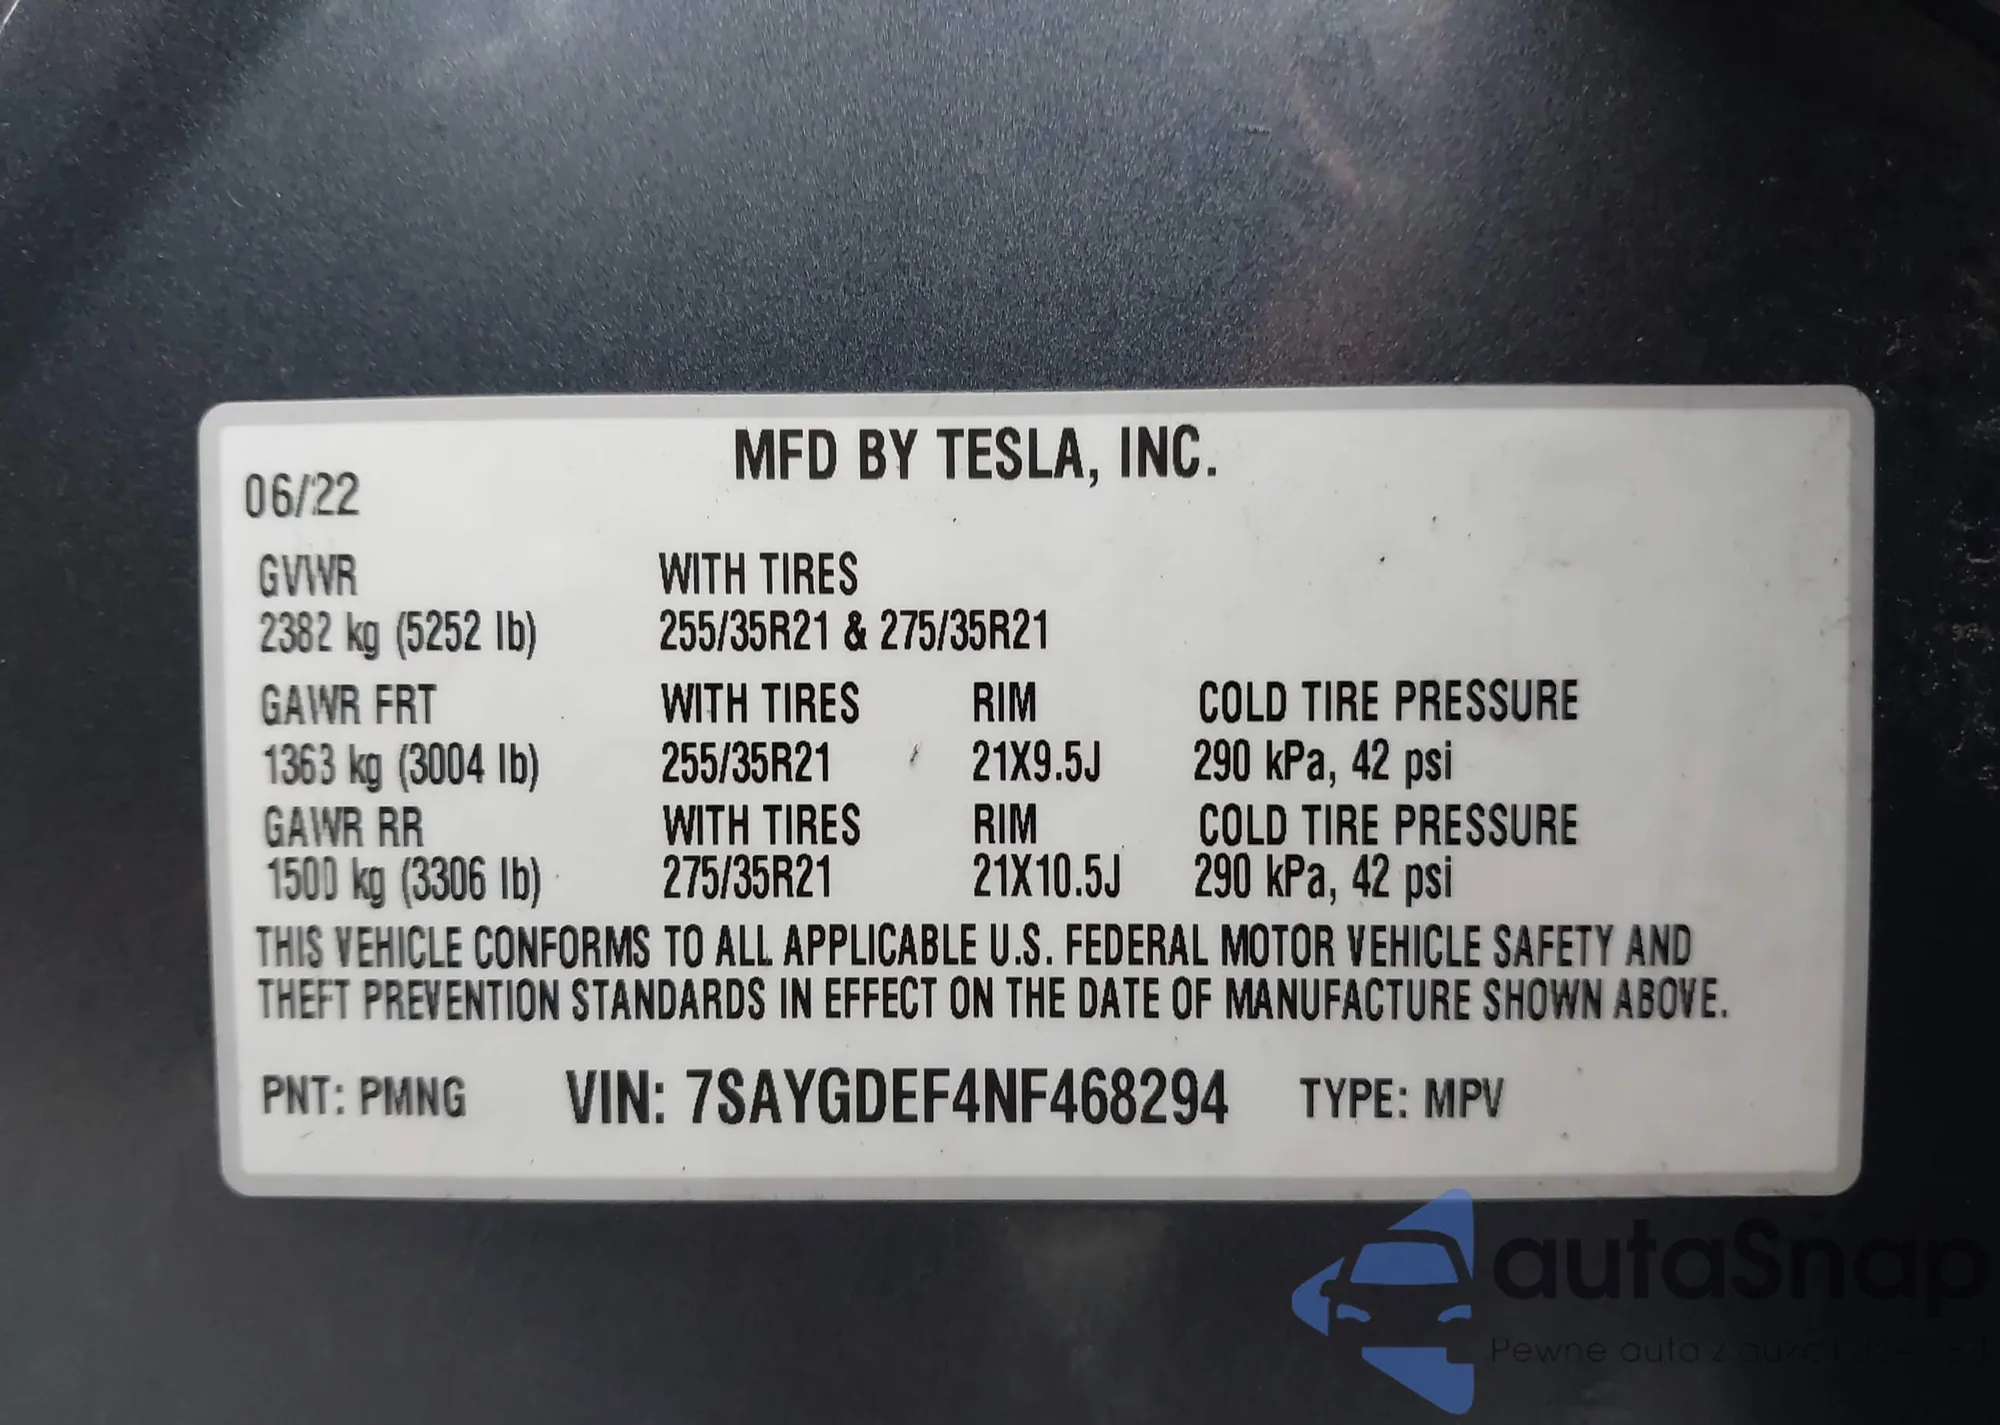 MFD BY TESLA, INC.
06/22
GVWR WITH TIRES
2382 kg (5252 lb) 255/35R21 & 275/35R21
GAWR FRT WITH TIRES RIM COLD TIRE PRESSURE
1363 kg (3004 lb) 255/35R21 21X9.5J 290 kPa, 42 psi
GAWR RR WITH TIRES RIM COLD TIRE PRESSURE
1500 kg (3306 lb) 275/35R21 21X10.5J 290 kPa, 42 psi
THIS VEHICLE CONFORMS TO ALL APPLICABLE U.S. FEDERAL MOTOR VEHICLE SAFETY AND
THEFT PREVENTION STANDARDS IN EFFECT ON THE DATE OF MANUFACTURE SHOWN ABOVE.
PNT: PMNG VIN: 7SAYGDEF4NF468294 TYPE: MPV
autaSnap
Pewne auto z